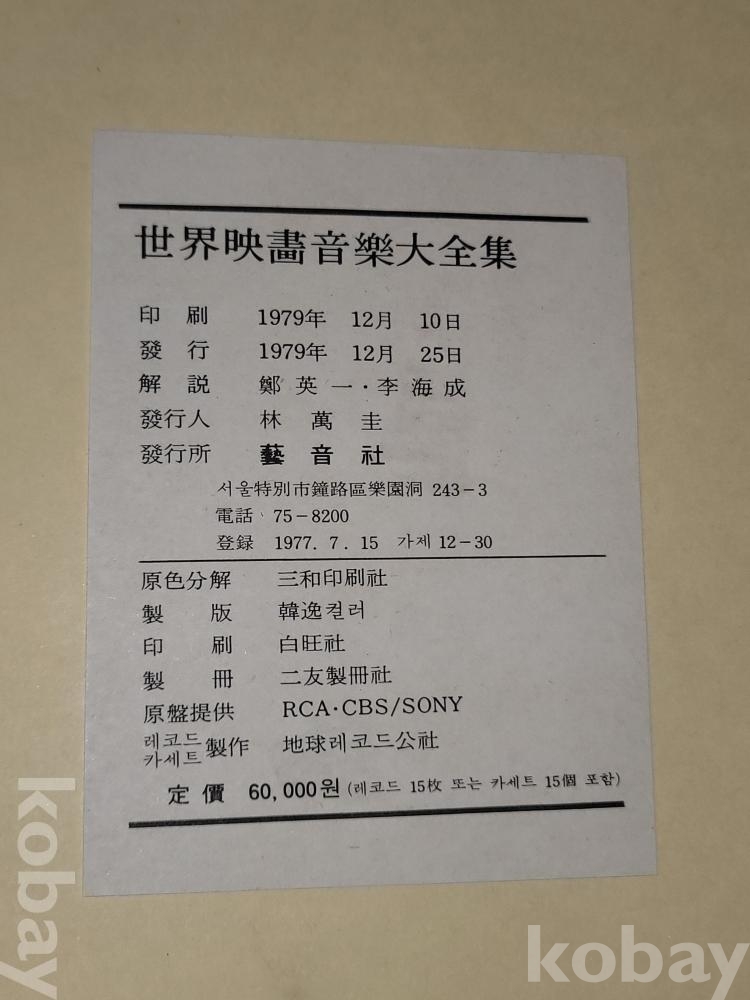 世界映畵音樂大全集
印 刷 1979年 12月 10日
發 行 1979年 12月 25日
解 説 鄭英一·李海成
發行人 林萬圭
發行所 藝音社
서울特別市鐘路區樂園洞 243-3
電話 75-8200
登録 1977. 7. 15 가제 12-30
原色分解 三和印刷社
製 版 韓逸컬러
印 刷 白旺社
製 冊 二友製冊社
原盤提供 RCA·CBS/SONY
레코드 카세트 製作 地球레코드公社
定價 60,000원 (레코드 15枚 또는 카세트 15個 포함)
kobay
kobay